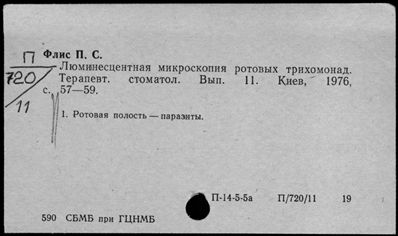 П
720
11
Флис П. С.
Люминесцентная микроскопия ротовых трихомонад.
Терапевт. стоматол. Вып. 11. Киев, 1976,
с. 57—59.
1. Ротовая полость — паразиты.
П-14-5-5а П/720/11 19
590 СБМБ при ГЦНМБ